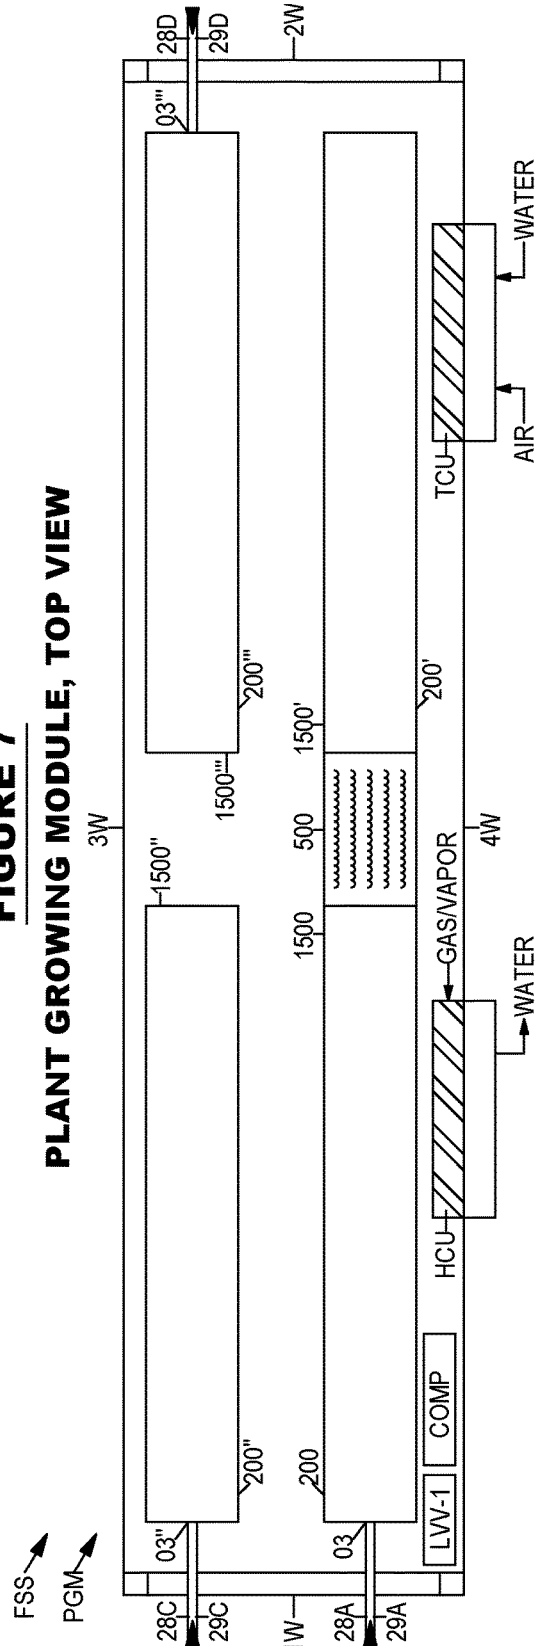 FIGURE 7
FSS
PLANT GROWING MODULE, TOP VIEW
PGM
3W
28C
29C
03"
1500"
03'''
28D
29D
200"
1500'''
200'''
1W
2W
200
1500
500
1500'
28A
29A
03
200'
LVV-1
COMP
HCU
GAS/VAPOR
TCU
4W
WATER
AIR
WATER